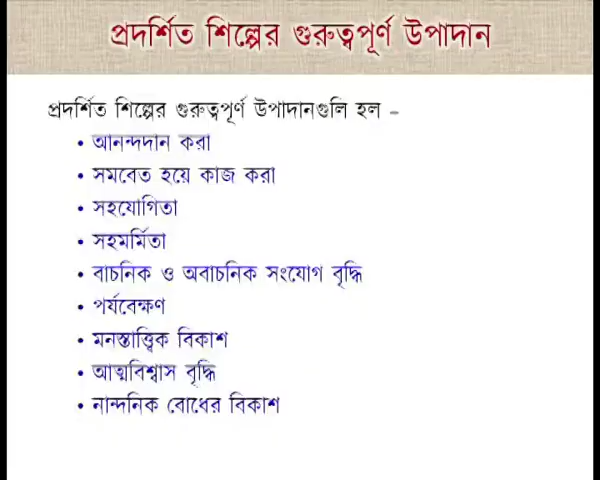 প্রদর্শিত শিল্পের গুরুত্বপূর্ণ উপাদান
প্রদর্শিত শিল্পের গুরুত্বপূর্ণ উপাদানগুলি হল –
• আনন্দদান করা
• সমবেত হয়ে কাজ করা
• সহযোগিতা
• সহমর্মিতা
• বাচনিক ও অবাচনিক সংযোগ বৃদ্ধি
• পর্যবেক্ষণ
• মনস্তাত্ত্বিক বিকাশ
• আত্মবিশ্বাস বৃদ্ধি
• নান্দনিক বোধের বিকাশ